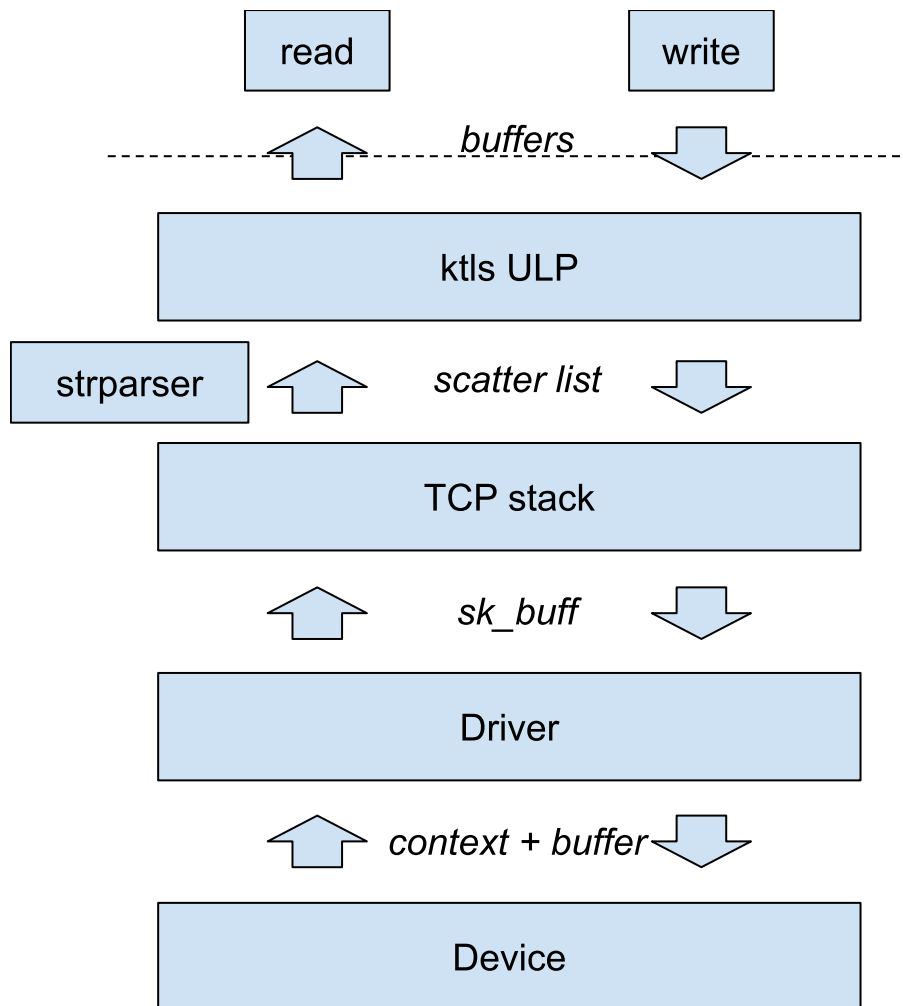 read
write
buffers
ktls ULP
strparser
scatter list
TCP stack
sk_buff
Driver
context + buffer
Device